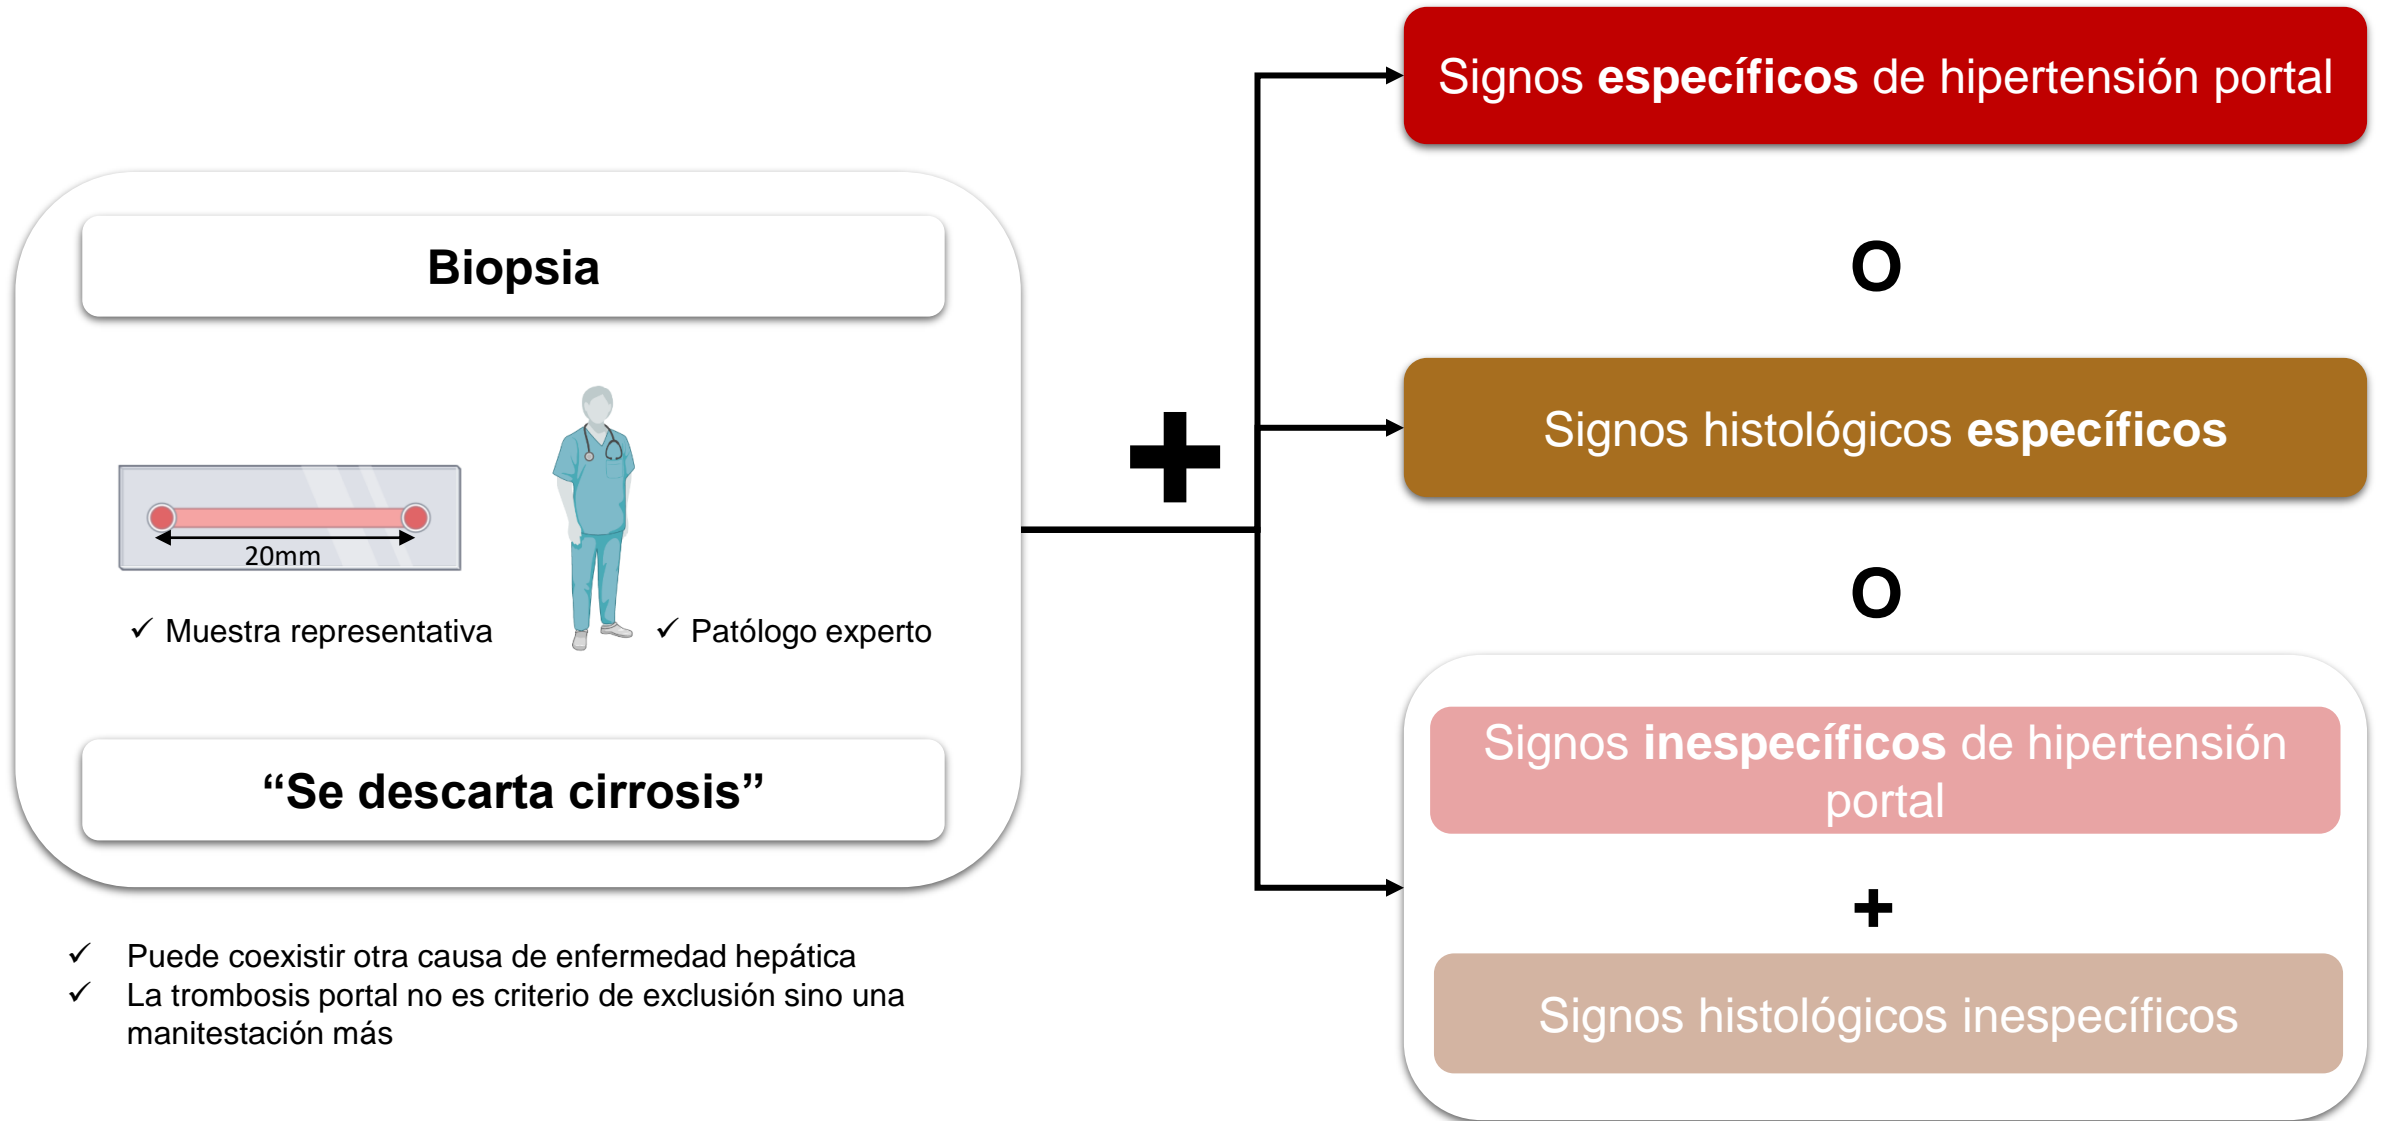 Biopsia
20mm
✓ Muestra representativa
✓ Patólogo experto
“Se descarta cirrosis”
✓ Puede coexistir otra causa de enfermedad hepática
✓ La trombosis portal no es criterio de exclusión sino una
manitestación más
+
Signos específicos de hipertensión portal
O
Signos histológicos específicos
O
Signos inespecíficos de hipertensión
portal
+
Signos histológicos inespecíficos